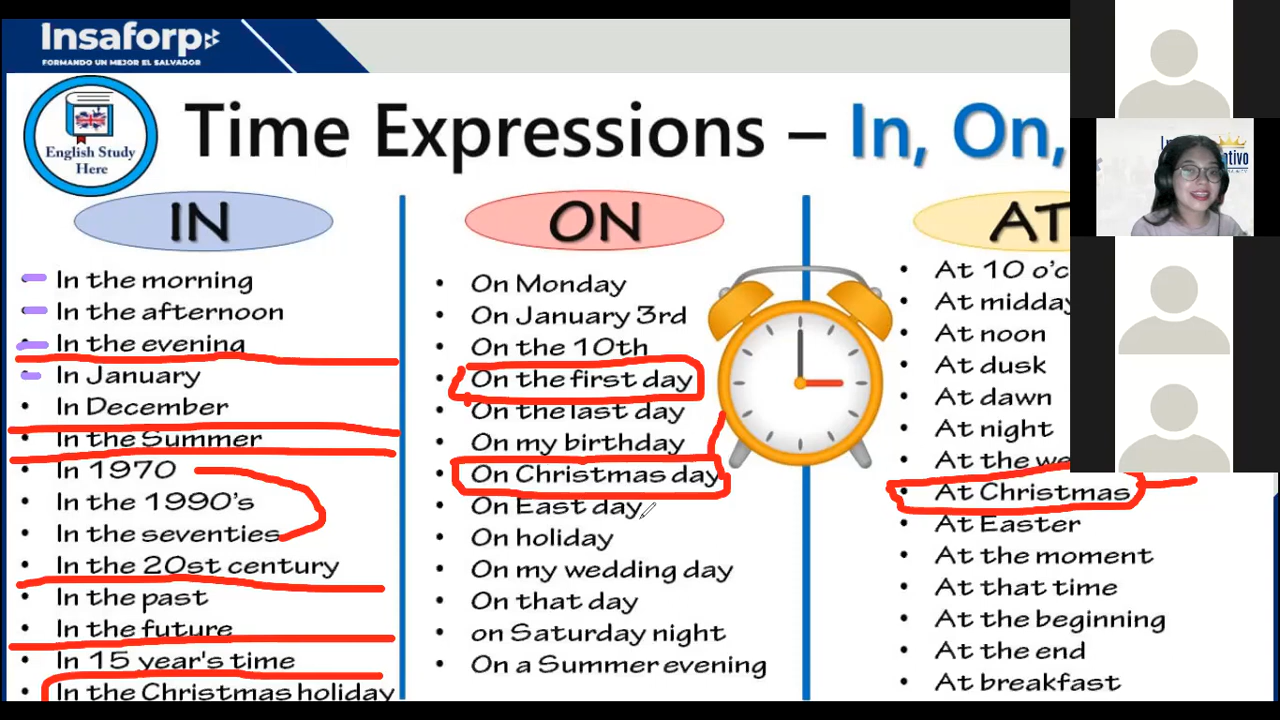 Insaforp
FORMANDO UN MEJOR EL SALVADOR
English Study
Here
Time Expressions – In, On,
IN
In the morning
In the afternoon
In the evening
In January
In December
In the Summer
In 1970
In the 1990's
In the seventies
In the 20st century
In the past
In the future
In 15 year's time
In the Christmas holiday
ON
On Monday
On January 3rd
On the 10th
On the first day
On the last day
On my birthday
On Christmas day
On East day
On holiday
On my wedding day
On that day
on Saturday night
On a Summer evening
AT
At 10 o'c
At midday
At noon
At dusk
At dawn
At night
At the we
At Christmas
At Easter
At the moment
At that time
At the beginning
At the end
At breakfast